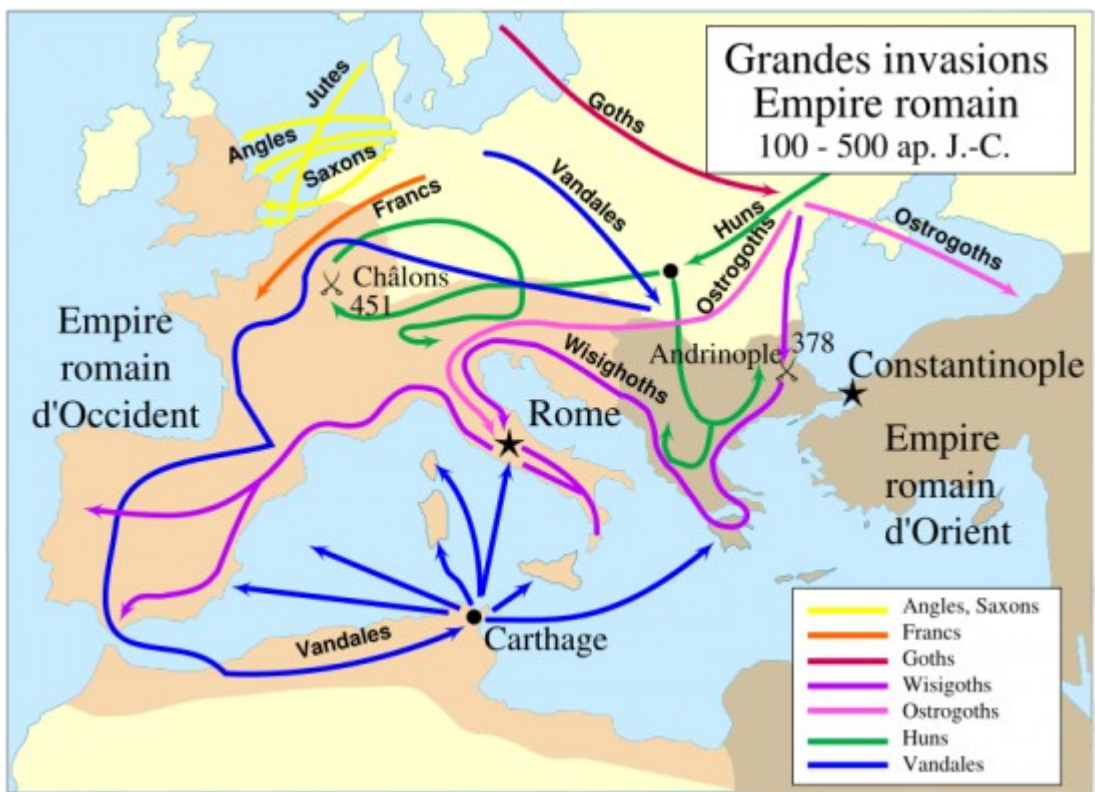 Grandes invasions
Empire romain
100 - 500 ap. J.-C.
Jutes
Angles
Saxons
Francs
Goths
Vandales
Huns
Ostrogoths
Ostrogoths
Châlons
451
Empire
romain
d'Occident
Wisighoths
Andrinople
378
Constantinople
Rome
Empire
romain
d'Orient
Vandales
Carthage
Angles, Saxons
Francs
Goths
Wisigoths
Ostrogoths
Huns
Vandales